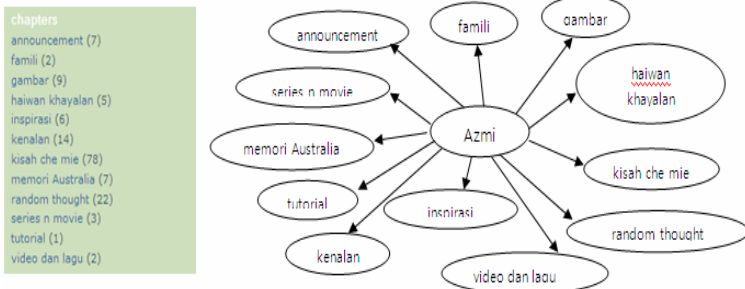 chapters
announcement (7)
famili (2)
gambar (9)
haiwan khayalan (5)
inspirasi (6)
kenalan (14)
kisah che mie (78)
memori Australia (7)
random thought (22)
series n movie (3)
tutorial (1)
video dan lagu (2)
announcement
famili
gambar
series n movie
haiwan
khayalan
Azmi
memori Australia
kisah che mie
tutorial
inspirasi
random thought
kenalan
video dan lagu